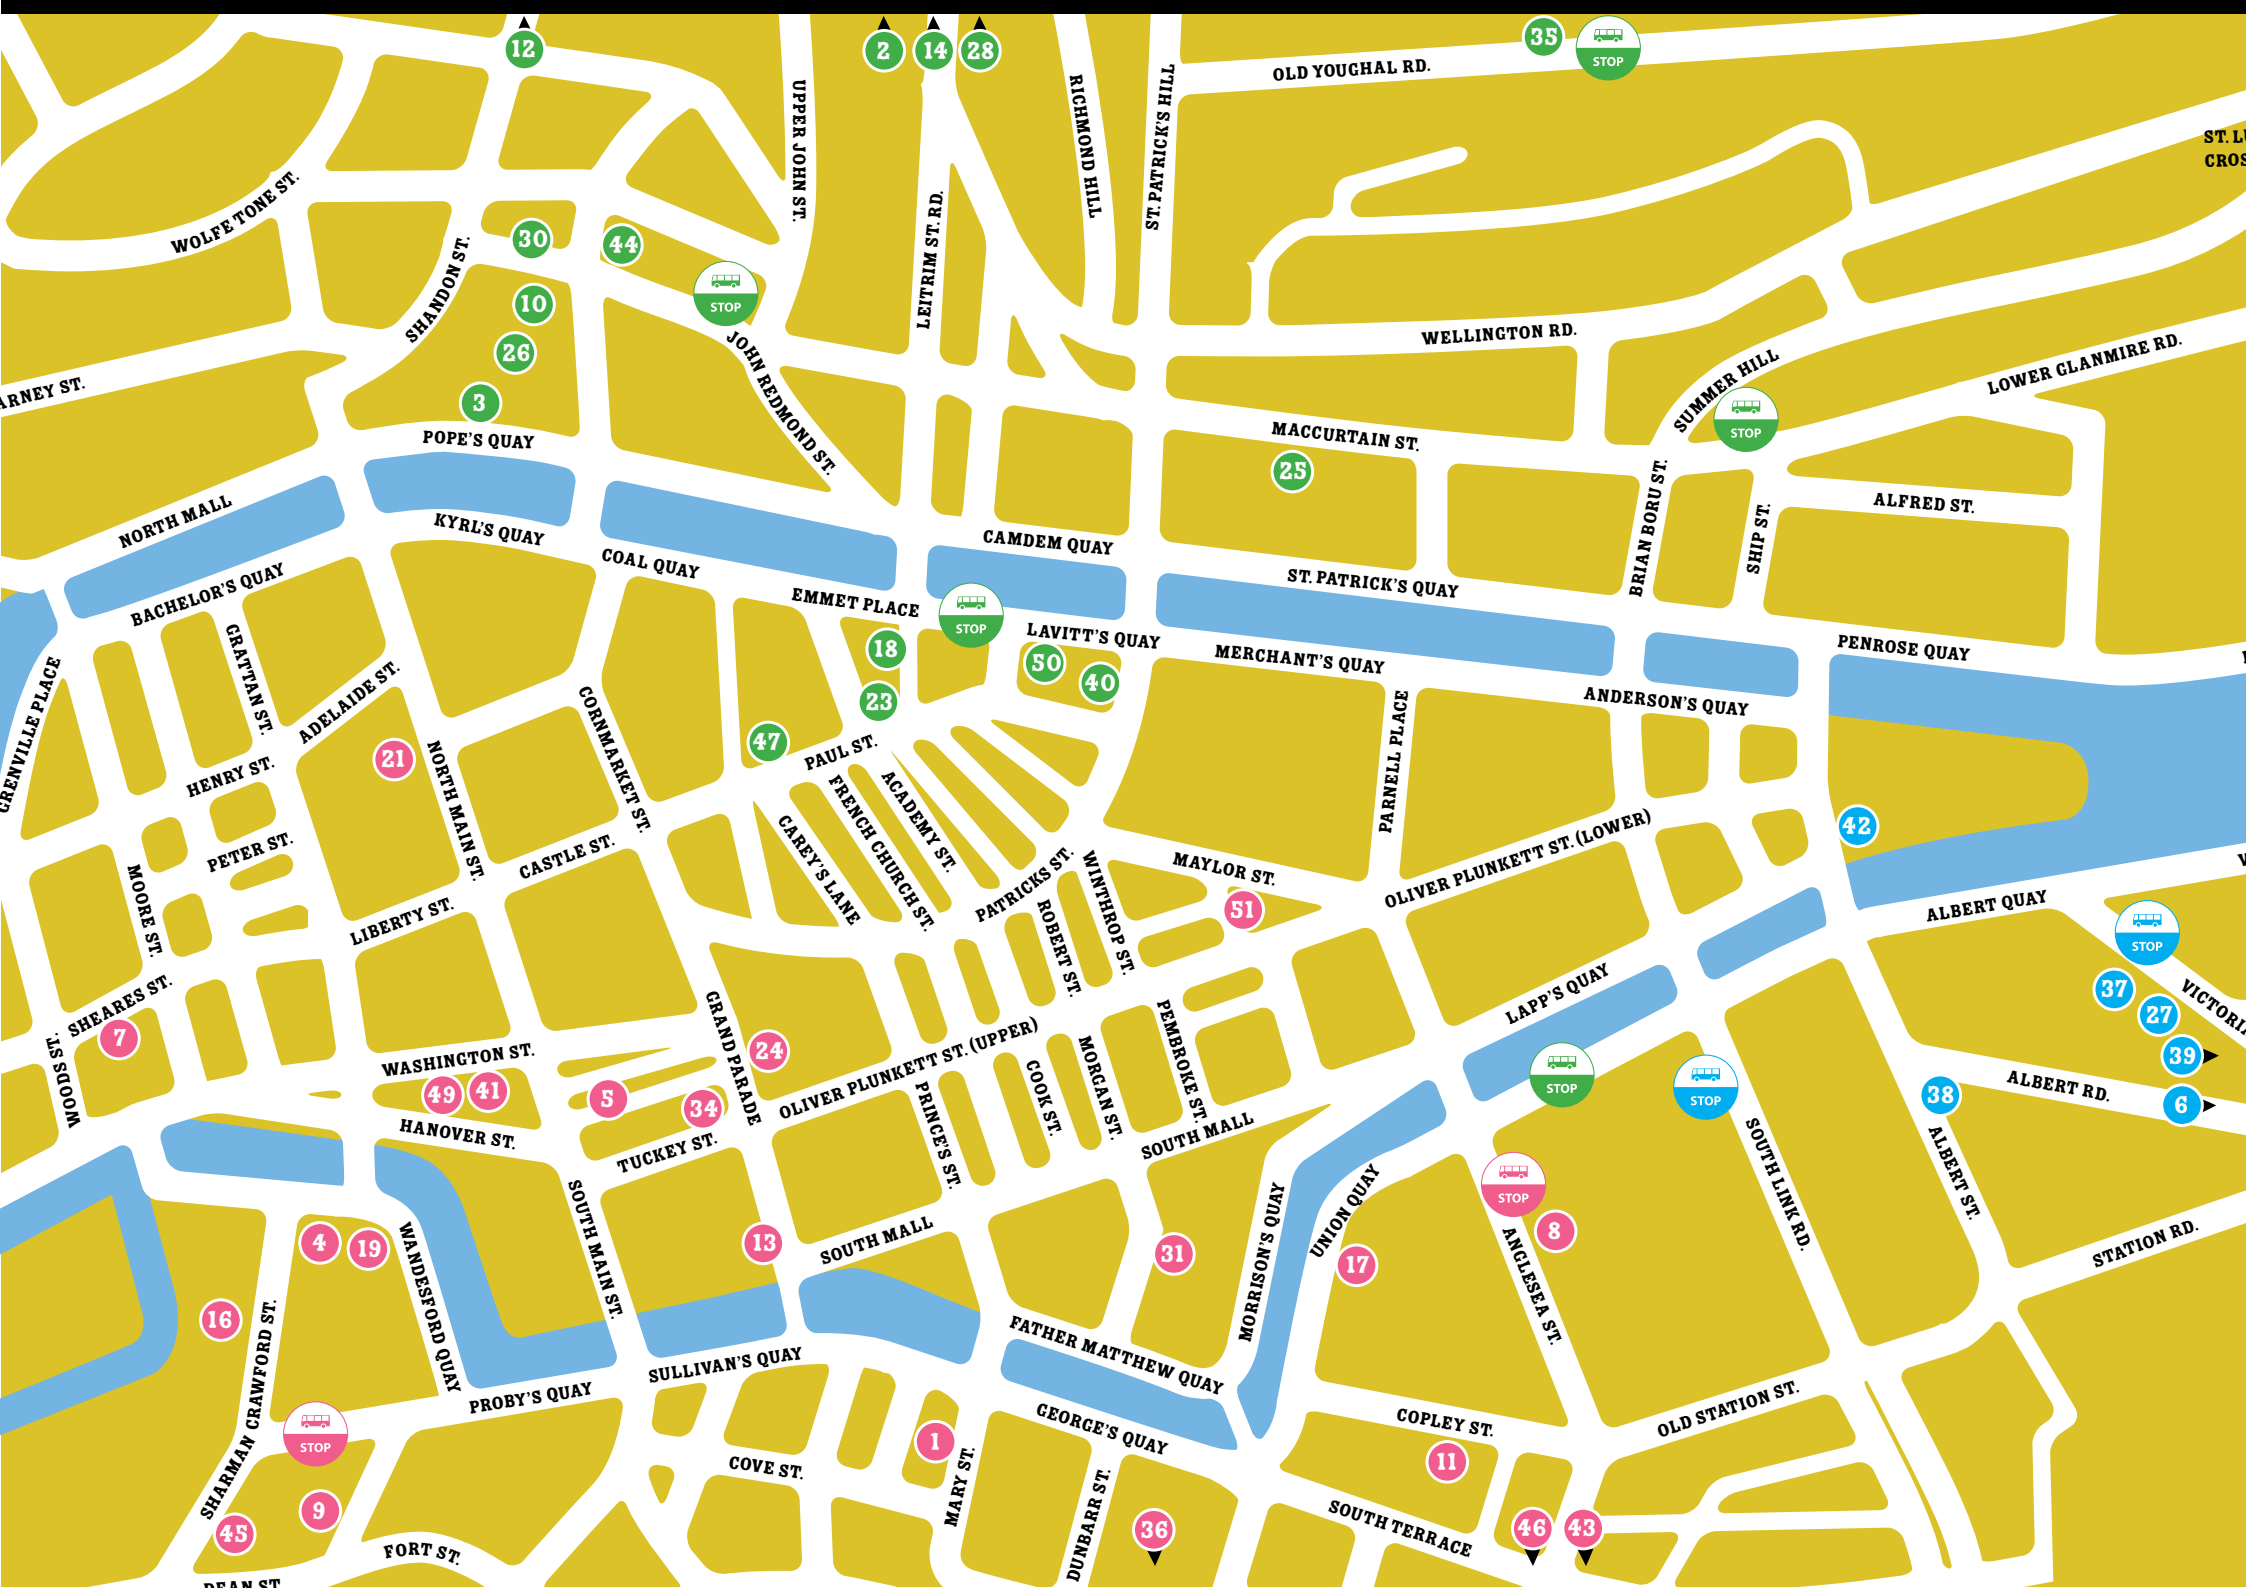 12
2
14
28
35
STOP
OLD YOUGHAL RD.
UPPER JOHN ST.
RICHMOND HILL
ST. PATRICK'S HILL
WOLFE TONE ST.
SHANDON ST.
30
44
STOP
LEITRIM ST. RD.
10
26
3
JOHN REDMOND ST.
WELLINGTON RD.
SUMMER HILL
STOP
LOWER GLANMIRE RD.
ARNEY ST.
POPE'S QUAY
MACCURTAIN ST.
25
NORTH MALL
KYRL'S QUAY
COAL QUAY
CAMDEM QUAY
BRIAN BORU ST.
SHIP ST.
ALFRED ST.
BACHELOR'S QUAY
EMMET PLACE
STOP
ST. PATRICK'S QUAY
LAVITT'S QUAY
MERCHANT'S QUAY
PENROSE QUAY
18
50
40
23
ANDERSON'S QUAY
GRENVILLE PLACE
GRATTAN ST.
ADELAIDE ST.
CORNMARKET ST.
PARNELL PLACE
21
47
PAUL ST.
HENRY ST.
NORTH MAIN ST.
FRENCH CHURCH ST.
ACADEMY ST.
CAREY'S LANE
42
PETER ST.
CASTLE ST.
MOORE ST.
PATRICKS ST.
WINTHROP ST.
MAYLOR ST.
OLIVER PLUNKETT ST. (LOWER)
51
LIBERTY ST.
ROBERT ST.
ALBERT QUAY
STOP
SHEARES ST.
7
WOODS ST.
GRAND PARADE
24
LAPP'S QUAY
37
27
39
VICTORI
WASHINGTON ST.
49
41
5
34
OLIVER PLUNKETT ST. (UPPER)
PRINCE'S ST.
COOK ST.
MORGAN ST.
PEMBROKE ST.
STOP
STOP
38
ALBERT RD.
6
HANOVER ST.
TUCKEY ST.
SOUTH MALL
SOUTH LINK RD.
ALBERT ST.
STOP
SOUTH MAIN ST.
4
19
13
SOUTH MALL
31
MORRISON'S QUAY
UNION QUAY
17
8
ANGLESEA ST.
STATION RD.
WANDESFORD QUAY
16
SHARMAN CRAWFORD ST.
FATHER MATTHEW QUAY
SULLIVAN'S QUAY
PROBY'S QUAY
STOP
GEORGE'S QUAY
COPLEY ST.
OLD STATION ST.
1
MARY ST.
COVE ST.
11
9
45
DUNBARR ST.
36
SOUTH TERRACE
46
43
FORT ST.
DEAN ST.
ST. LU
CROS